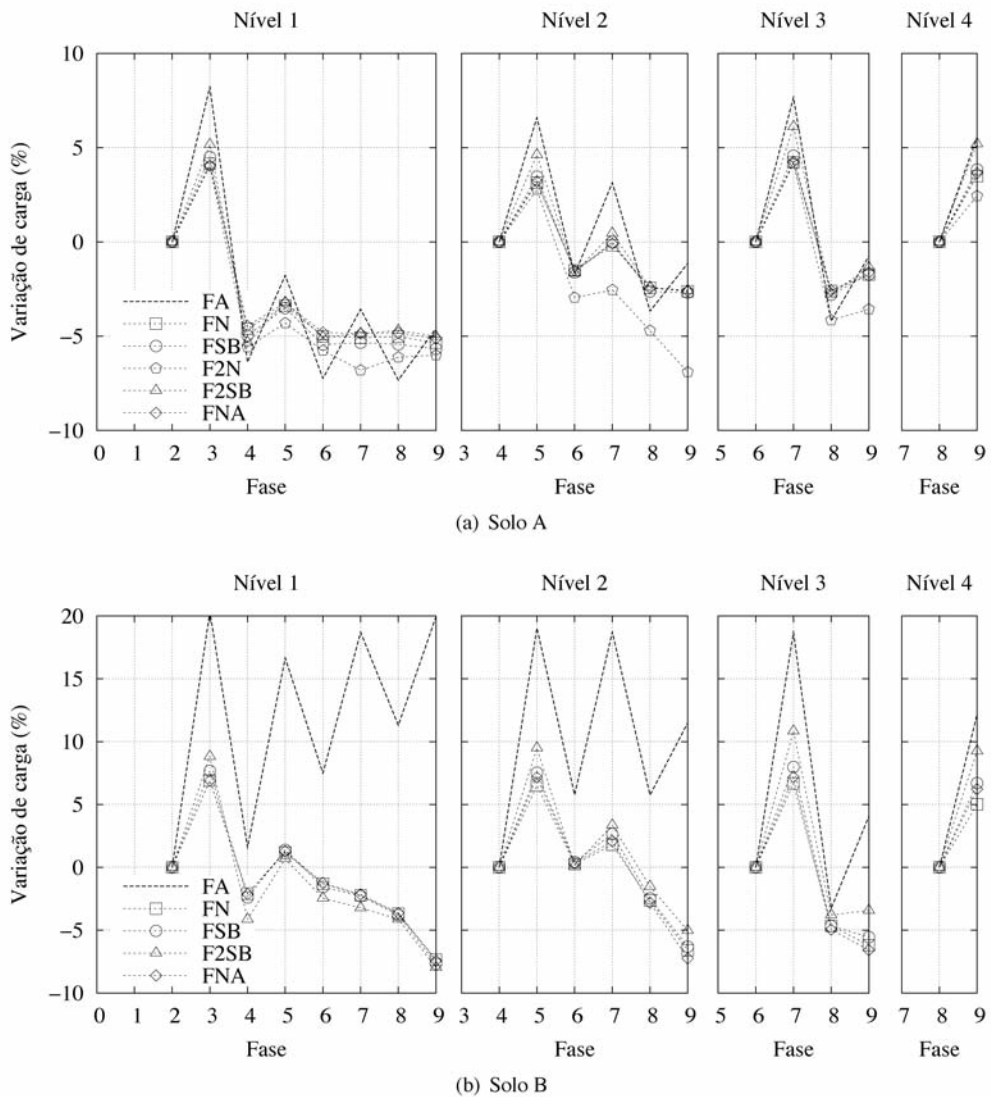 Nível 1 Nível 2 Nível 3 Nível 4
Variação de carga (%)
10
5
0
−5
−10
FA
FN
FSB
F2N
F2SB
FNA
0 1 2 3 4 5 6 7 8 9
3 4 5 6 7 8 9
5 6 7 8 9
7 8 9
Fase Fase Fase Fase
(a) Solo A
Nível 1 Nível 2 Nível 3 Nível 4
Variação de carga (%)
20
15
10
5
0
−5
−10
FA
FN
FSB
F2SB
FNA
0 1 2 3 4 5 6 7 8 9
3 4 5 6 7 8 9
5 6 7 8 9
7 8 9
Fase Fase Fase Fase
(b) Solo B